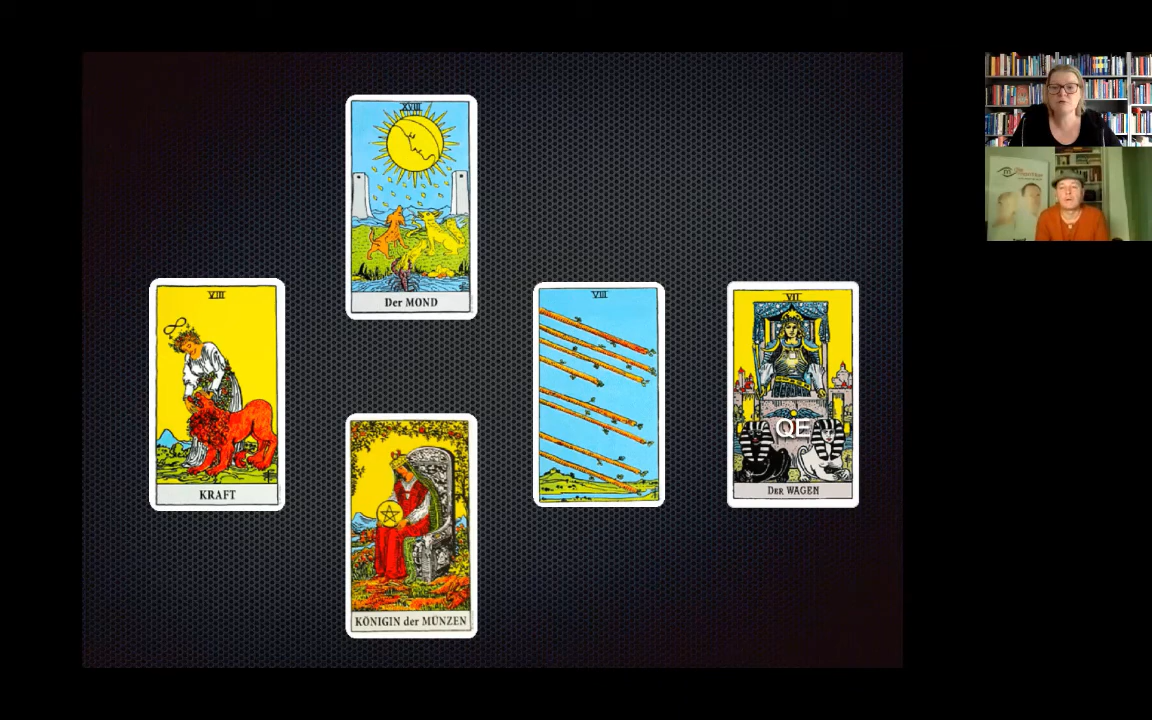 XVIII
Der MOND
VIII
KRAFT
VIII
VII
QE
DER WAGEN
KÖNIGIN der MÜNZEN